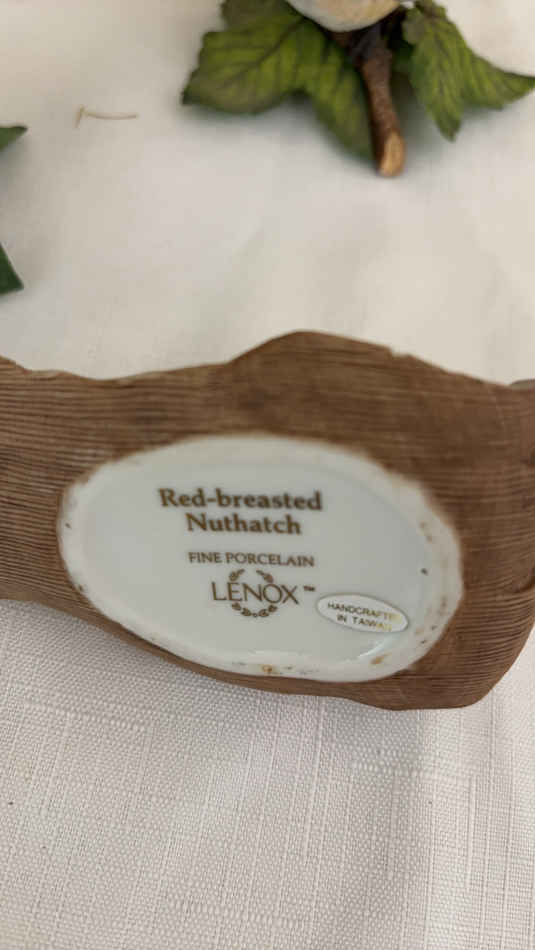 Red-breasted
Nuthatch
FINE PORCELAIN
LENOX™
HANDCRAFTED
IN TAIWAN